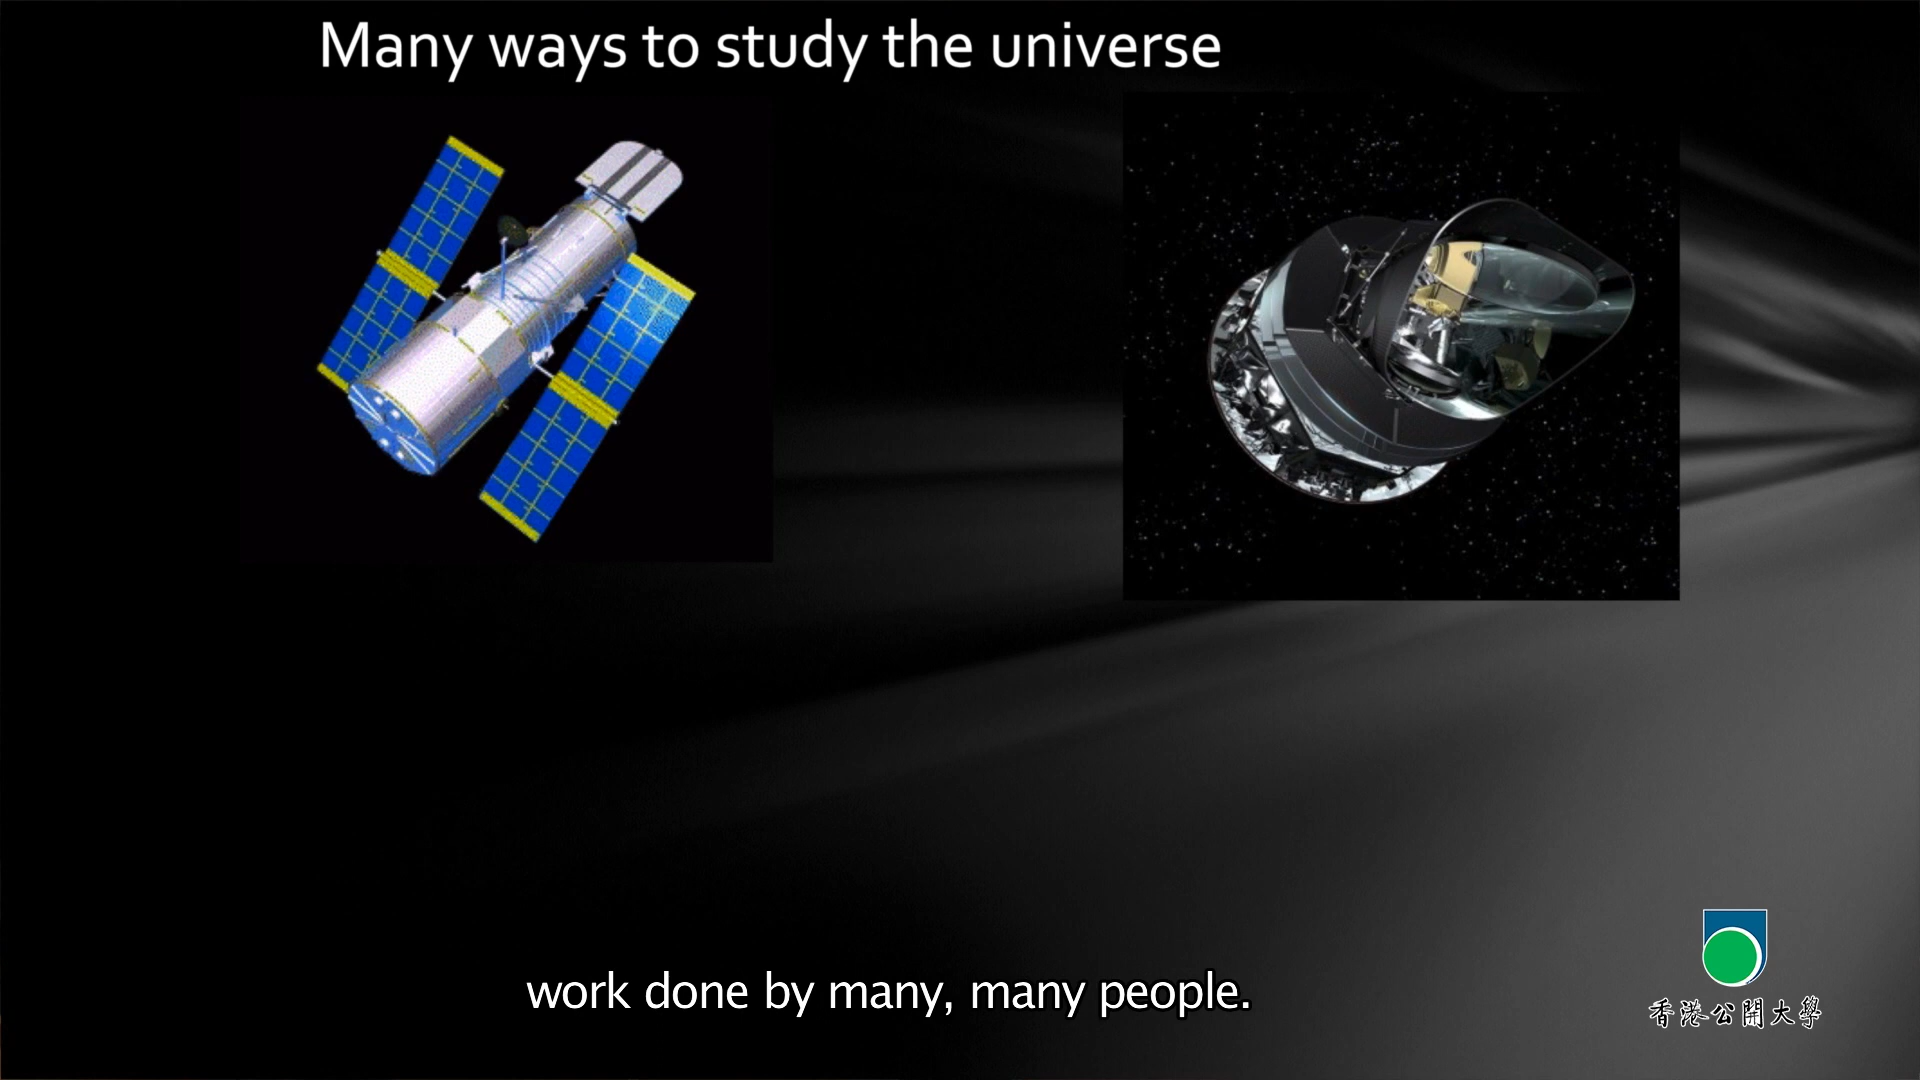 Many ways to study the universe
work done by many, many people.
香港公開大學